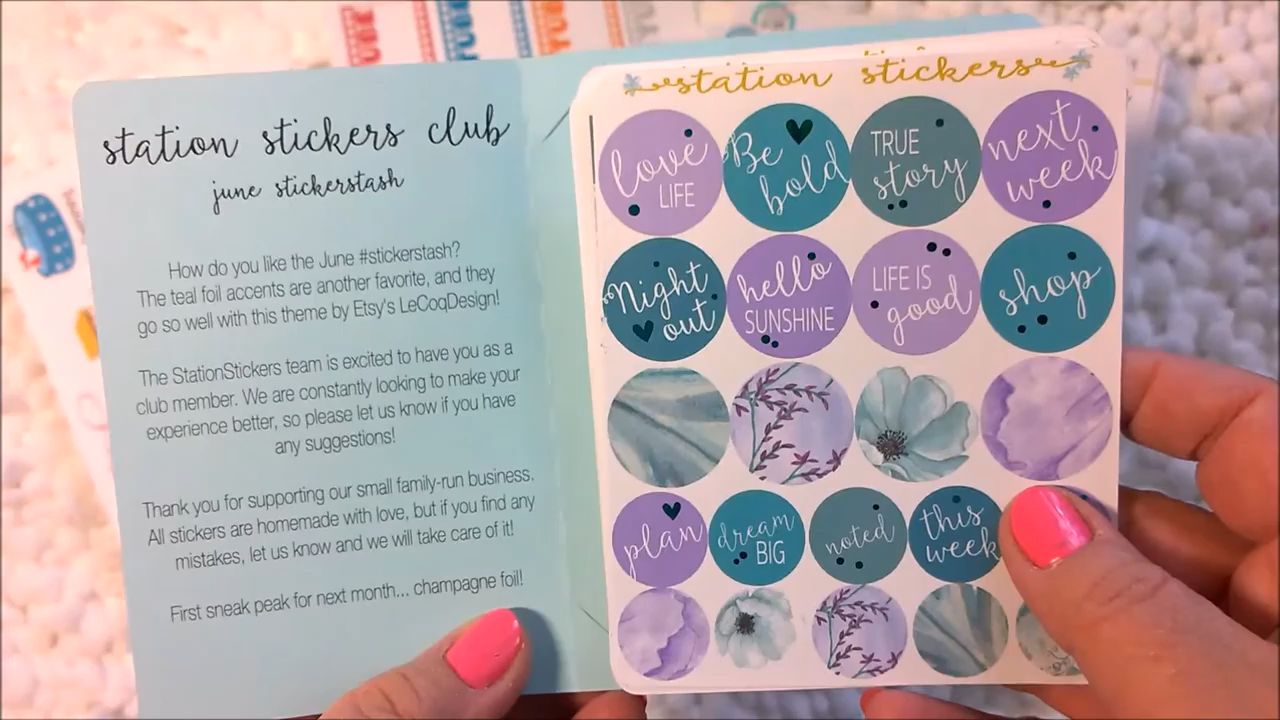 station stickers club
june stickerstash
How do you like the June #stickerstash?
The teal foil accents are another favorite, and they
go so well with this theme by Etsy's LeCoqDesign!
The StationStickers team is excited to have you as a
club member. We are constantly looking to make your
experience better, so please let us know if you have
any suggestions!
Thank you for supporting our small family-run business.
All stickers are homemade with love, but if you find any
mistakes, let us know and we will take care of it!
First sneak peak for next month... champagne foil!
station stickers
love
LIFE
Be
bold
TRUE
story
next
week
Night
out
hello
SUNSHINE
LIFE IS
good
shop
plan
dream
BIG
noted
this
week